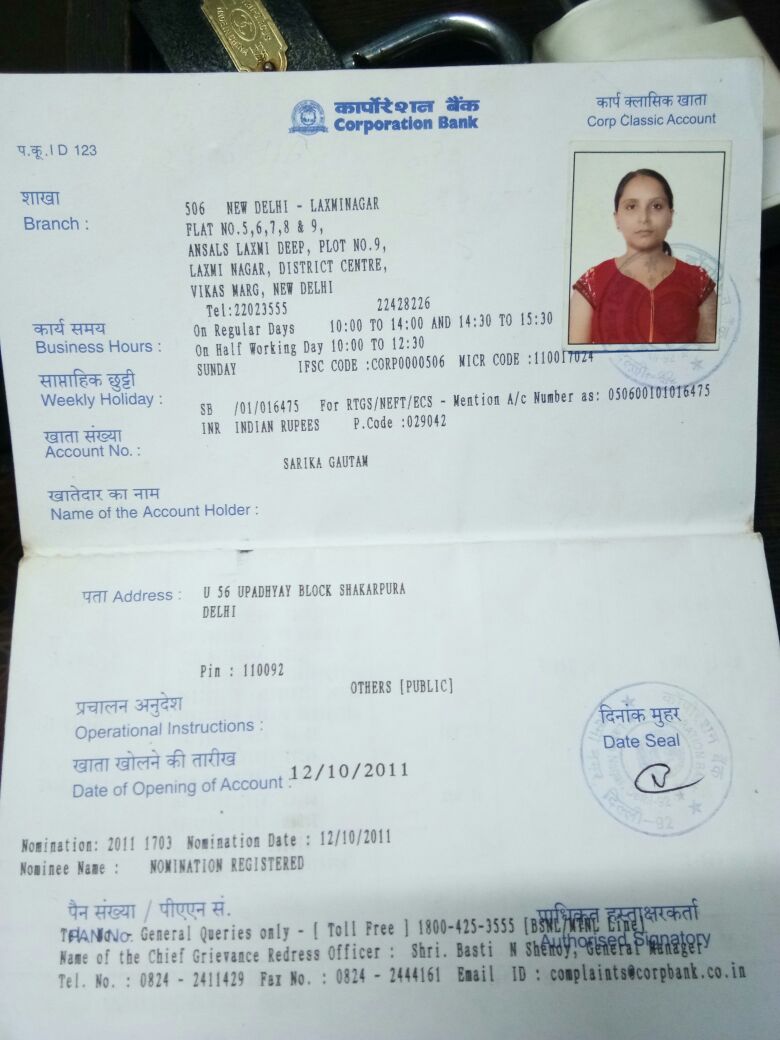 कार्पोरेशन बैंक
Corporation Bank
कार्प क्लासिक खाता
Corp Classic Account
प.कू.I D 123
शाखा
Branch :
506 NEW DELHI - LAXMINAGAR
FLAT NO.5,6,7,8 & 9,
ANSALS LAXMI DEEP, PLOT NO.9,
LAXMI NAGAR, DISTRICT CENTRE,
VIKAS MARG, NEW DELHI
Tel:22023555 22428226
कार्य समय
Business Hours :
On Regular Days 10:00 TO 14:00 AND 14:30 TO 15:30
On Half Working Day 10:00 TO 12:30
साप्ताहिक छुट्टी
Weekly Holiday :
SUNDAY IFSC CODE :CORP0000506 MICR CODE :110017024
खाता संख्या
Account No. :
SB /01/016475 For RTGS/NEFT/ECS - Mention A/c Number as: 050600101016475
INR INDIAN RUPEES P.Code :029042
SARIKA GAUTAM
खातेदार का नाम
Name of the Account Holder :
पता Address : U 56 UPADHYAY BLOCK SHAKARPURA
DELHI
Pin : 110092
OTHERS [PUBLIC]
प्रचालन अनुदेश
Operational Instructions :
दिनाँक मुहर
Date Seal
दिल्ली-92
खाता खोलने की तारीख
Date of Opening of Account : 12/10/2011
Nomination: 2011 1703 Nomination Date : 12/10/2011
Nominee Name : NOMINATION REGISTERED
पैन संख्या / पीएएन सं.
PAN No.
प्राधिकृत हस्ताक्षरकर्ता
Authorised Signatory
General Queries only - [ Toll Free ] 1800-425-3555 [BSNL/MTNL Line]
Name of the Chief Grievance Redress Officer : Shri. Basti N Shenoy, General Manager
Tel. No. : 0824 - 2411429 Fax No. : 0824 - 2444161 Email ID : complaints@corpbank.co.in